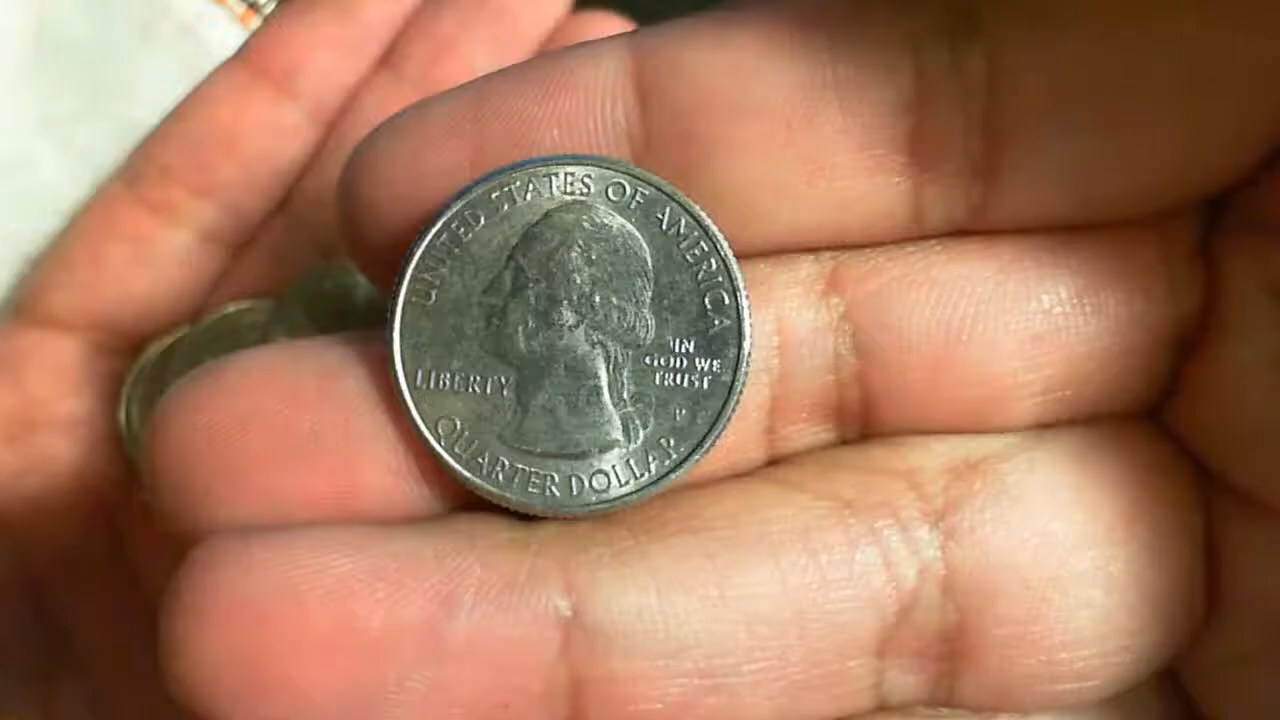 UNITED STATES OF AMERICA
LIBERTY
IN
GOD WE
TRUST
P
QUARTER DOLLAR